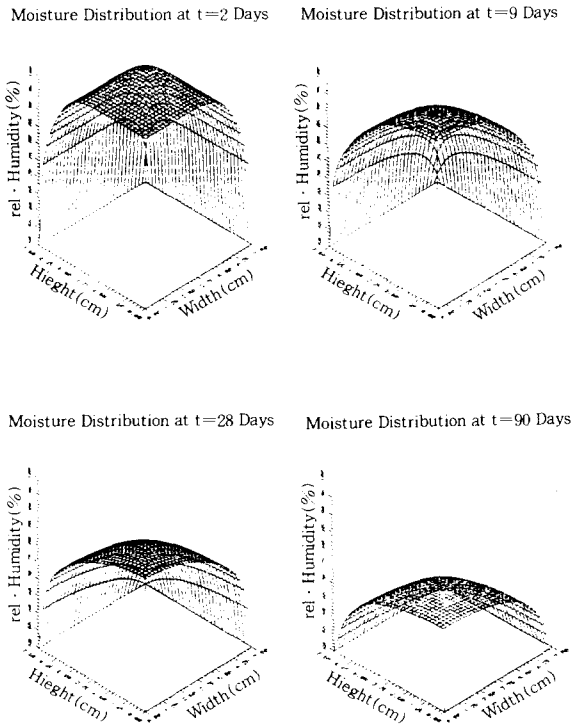 Moisture Distribution at t=2 Days
rel · Humidity(%)
Hieght(cm)
Width(cm)
Moisture Distribution at t=9 Days
rel · Humidity(%)
Hieght(cm)
Width(cm)
Moisture Distribution at t=28 Days
rel · Humidity(%)
Hieght(cm)
Width(cm)
Moisture Distribution at t=90 Days
rel · Humidity(%)
Hieght(cm)
Width(cm)